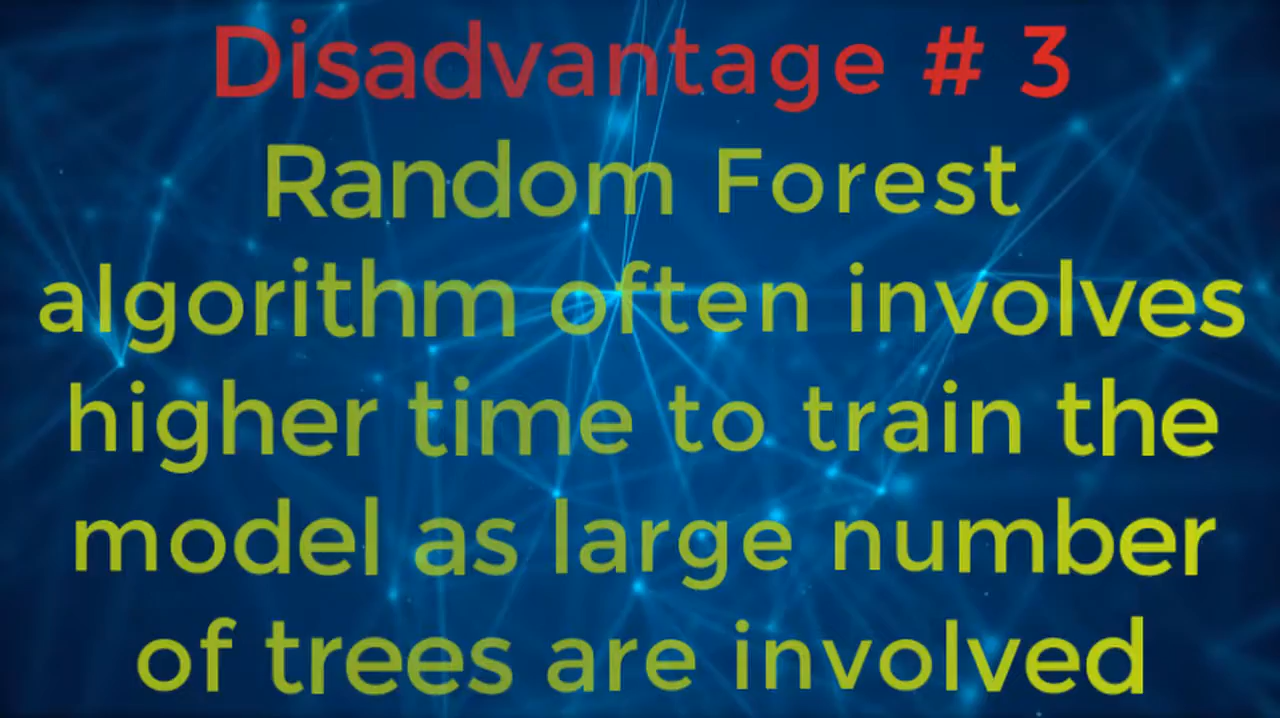 Disadvantage # 3
Random Forest
algorithm often involves
higher time to train the
model as large number
of trees are involved